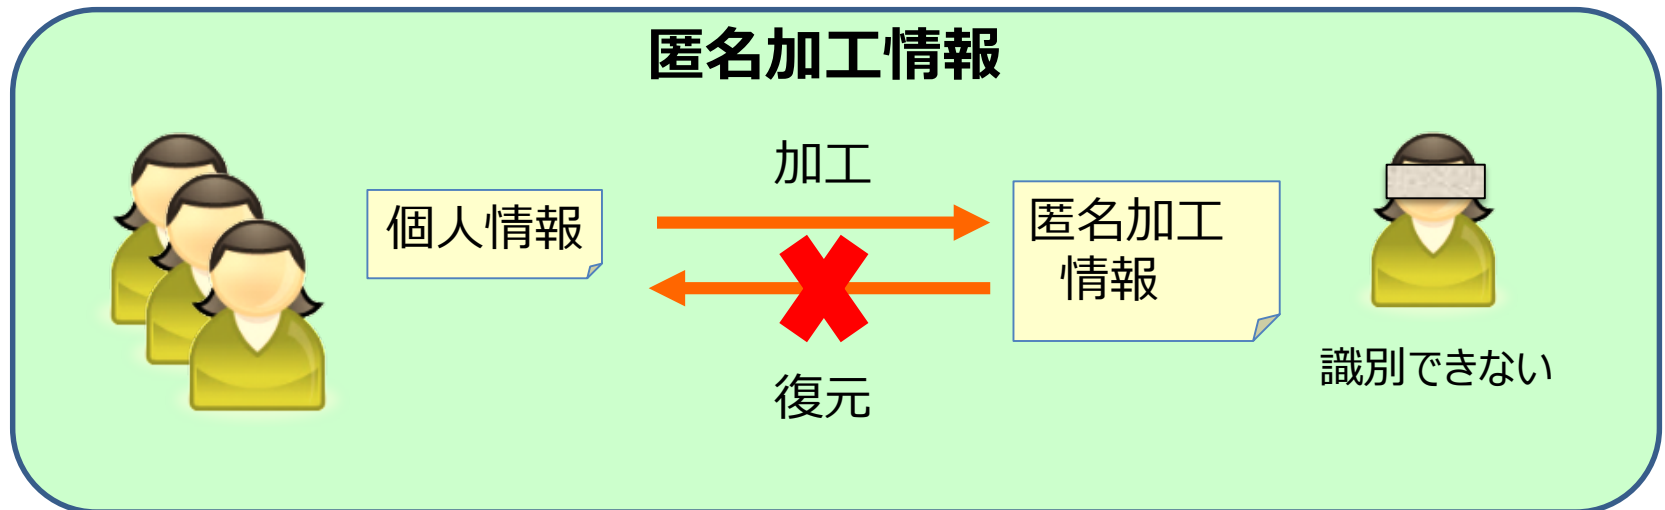 匿名加工情報
加工
個人情報
匿名加工
情報
復元
識別できない